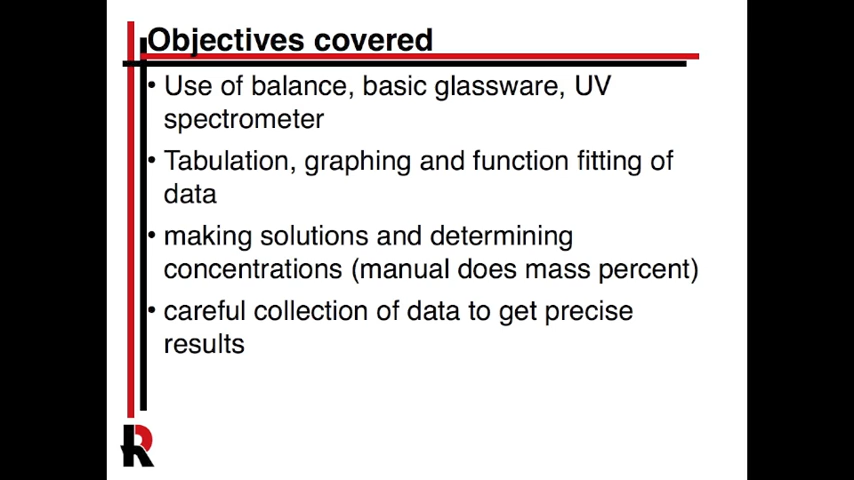 Objectives covered
• Use of balance, basic glassware, UV
spectrometer
• Tabulation, graphing and function fitting of
data
• making solutions and determining
concentrations (manual does mass percent)
• careful collection of data to get precise
results
R